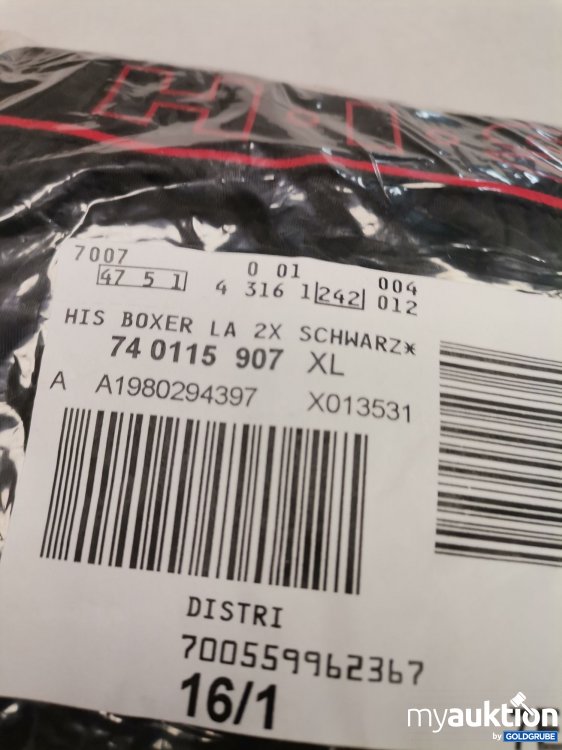 H.I.S
7007 0 01 004
47 5 1 4 316 1 242 012
HIS BOXER LA 2X SCHWARZ*
74 0115 907 XL
A A1980294397 X013531
DISTRI
700559962367
16/1
myauktion
by GOLDGRUBE